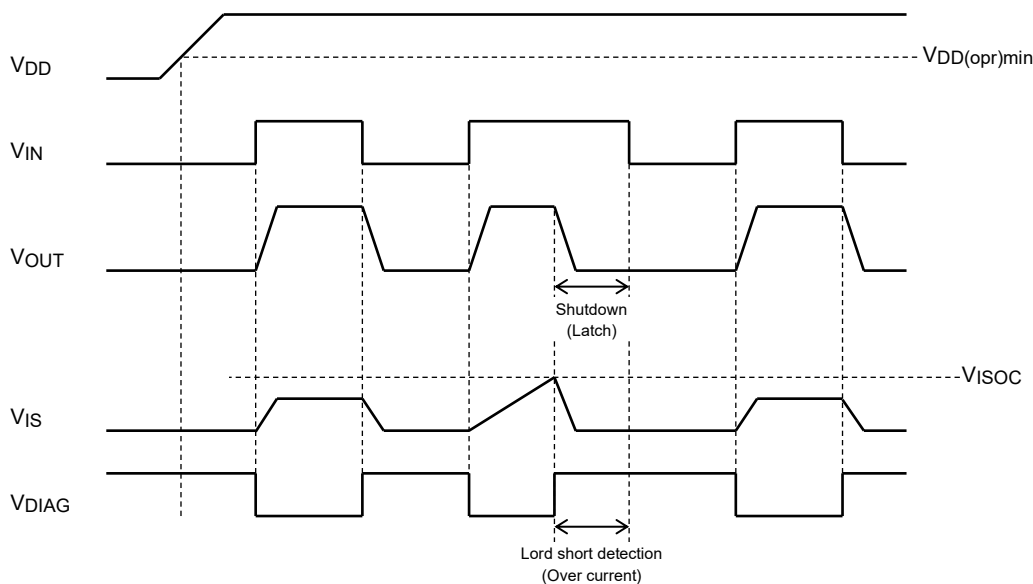 VDD
VDD(opr)min
VIN
VOUT
Shutdown
(Latch)
VISOC
VIS
VDIAG
Lord short detection
(Over current)